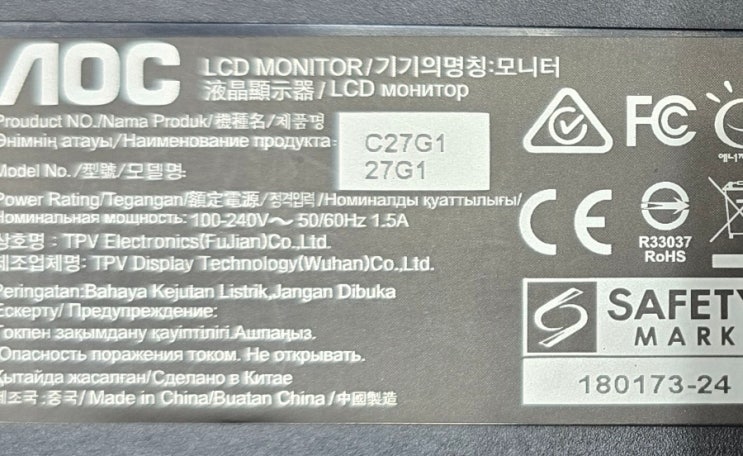 AOC
LCD MONITOR/기기의명칭:모니터
液晶顯示器/LCD монитор
Prouduct NO./Nama Produk/機種名/제품명
Өнімнің атауы/Наименование продукта:
C27G1
Model No./型號/모델명:
27G1
Power Rating/Tegangan/額定電源/정격입력/Номиналды қуаттылығы/
Номинальная мощность: 100-240V～ 50/60Hz 1.5A
상호명 : TPV Electronics(FuJian)Co.,Ltd.
제조업체명: TPV Display Technology(Wuhan)Co.,Ltd.
Peringatan:Bahaya Kejutan Listrik,Jangan Dibuka
Ескерту/ Предупреждение:
Токпен зақымдану қауіптілігі.Ашпаңыз.
Опасность поражения током. Не открывать.
Қытайда жасалған/Сделано в Китае
제조국 :중국/ Made in China/Buatan China /中國製造
FC
CE
R33037
RoHS
SAFETY
MARK
180173-24